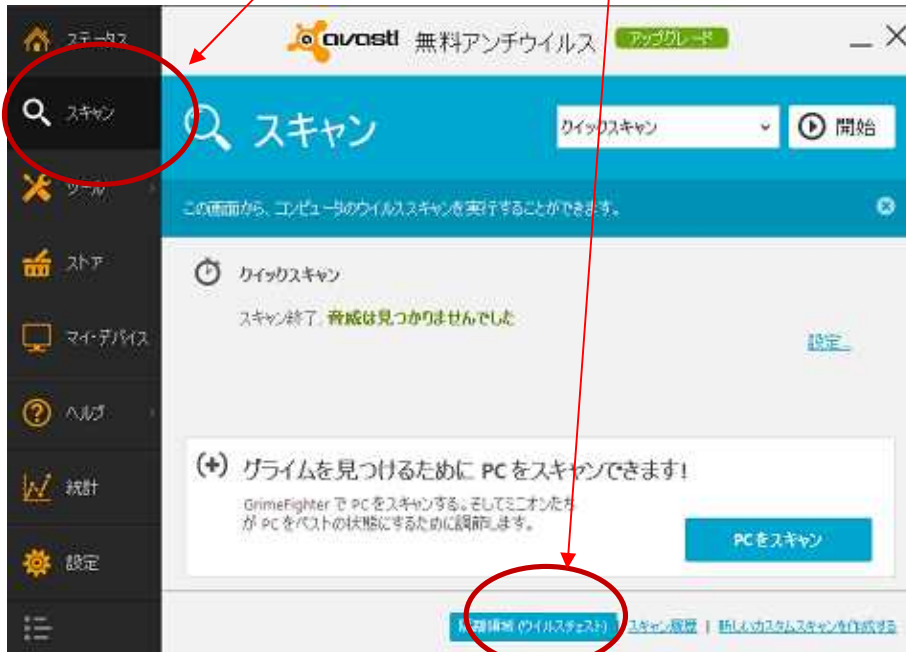 ステータス
avast! 無料アンチウイルス アップグレード
スキャン
スキャン
クイックスキャン
開始
ツール
この画面から、コンピュータのウイルススキャンを実行することができます。
ストア
クイックスキャン
スキャン終了 脅威は見つかりませんでした
マイ・デバイス
設定...
ヘルプ
(+) グライムを見つけるために PC をスキャンできます!
統計
GrimeFighter で PC をスキャンする。そしてミニオンたち
が PC をベストの状態にするために調節します。
PC をスキャン
設定
隔離領域 (ウイルスチェスト) | スキャン履歴 | 新しいカスタムスキャンを作成する